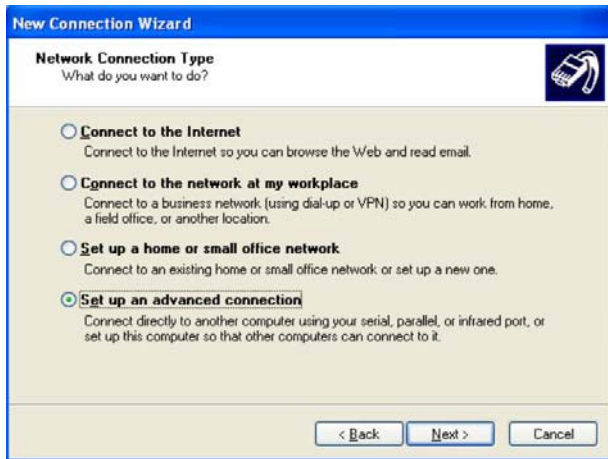 New Connection Wizard
Network Connection Type
What do you want to do?
Connect to the Internet
Connect to the Internet so you can browse the Web and read email.
Connect to the network at my workplace
Connect to a business network (using dial-up or VPN) so you can work from home,
a field office, or another location.
Set up a home or small office network
Connect to an existing home or small office network or set up a new one.
Set up an advanced connection
Connect directly to another computer using your serial, parallel, or infrared port, or
set up this computer so that other computers can connect to it.
< Back Next > Cancel